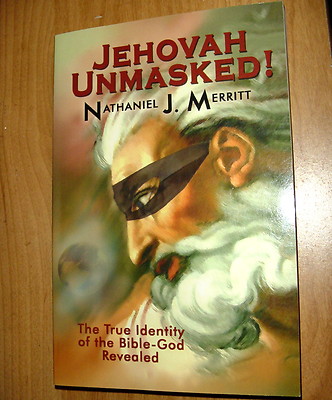 JEHOVAH
UNMASKED!
NATHANIEL J. MERRITT
The True Identity
of the Bible-God
Revealed